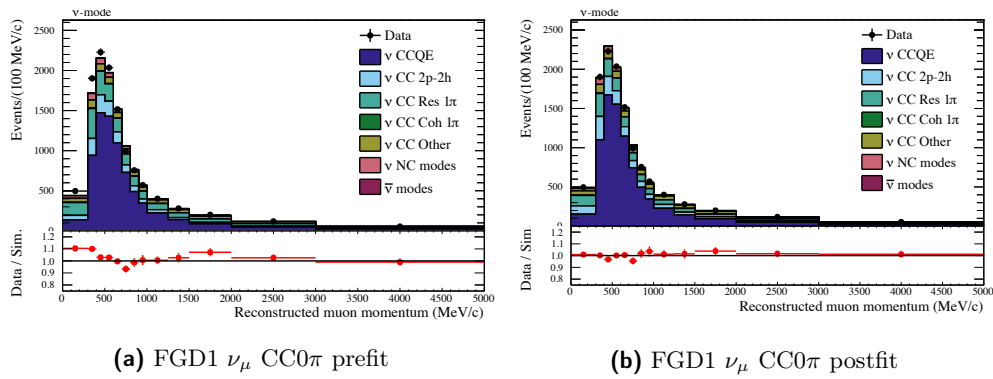 ν-mode
Events/(100 MeV/c)
2500
2000
1500
1000
500
0
Data
ν CCQE
ν CC 2p-2h
ν CC Res 1π
ν CC Coh 1π
ν CC Other
ν NC modes
ν̅ modes
Data / Sim.
1.2
1.1
1.0
0.9
0.8
0 500 1000 1500 2000 2500 3000 3500 4000 4500 5000
Reconstructed muon momentum (MeV/c)
(a) FGD1 νμ CC0π prefit
ν-mode
Events/(100 MeV/c)
2500
2000
1500
1000
500
0
Data
ν CCQE
ν CC 2p-2h
ν CC Res 1π
ν CC Coh 1π
ν CC Other
ν NC modes
ν̅ modes
Data / Sim.
1.2
1.1
1.0
0.9
0.8
0 500 1000 1500 2000 2500 3000 3500 4000 4500 5000
Reconstructed muon momentum (MeV/c)
(b) FGD1 νμ CC0π postfit